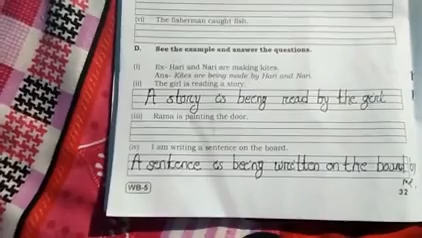 (vi) The fisherman caught fish.
D. See the example and answer the questions.
(i) Ex- Hari and Nari are making kites.
Ans- Kites are being made by Hari and Nari.
(ii) The girl is reading a story.
A story is being read by the girl.
(iii) Rama is painting the door.
(iv) I am writing a sentence on the board.
A sentence is being written on the board by
me.
WB-5
32